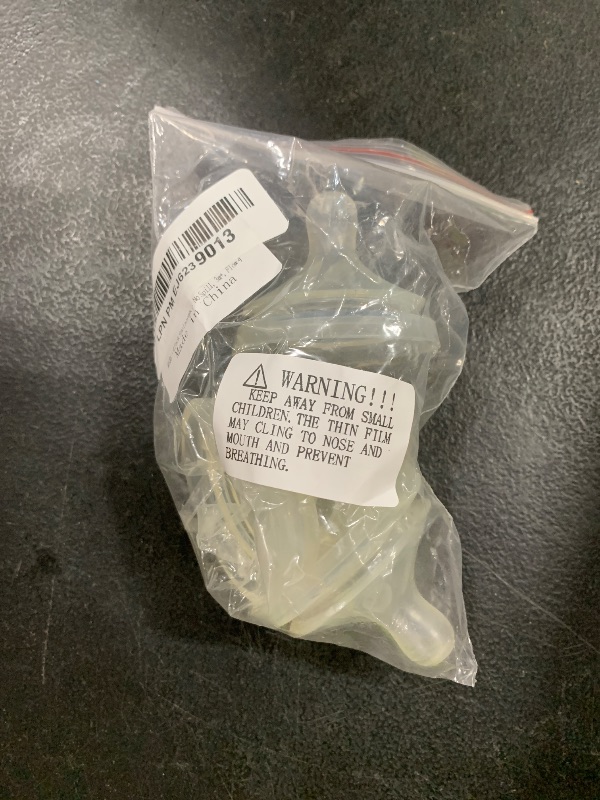 LPN PM EJ6239013
Made in China
⚠ WARNING!!!
KEEP AWAY FROM SMALL
CHILDREN. THE THIN FILM
MAY CLING TO NOSE AND
MOUTH AND PREVENT
BREATHING.